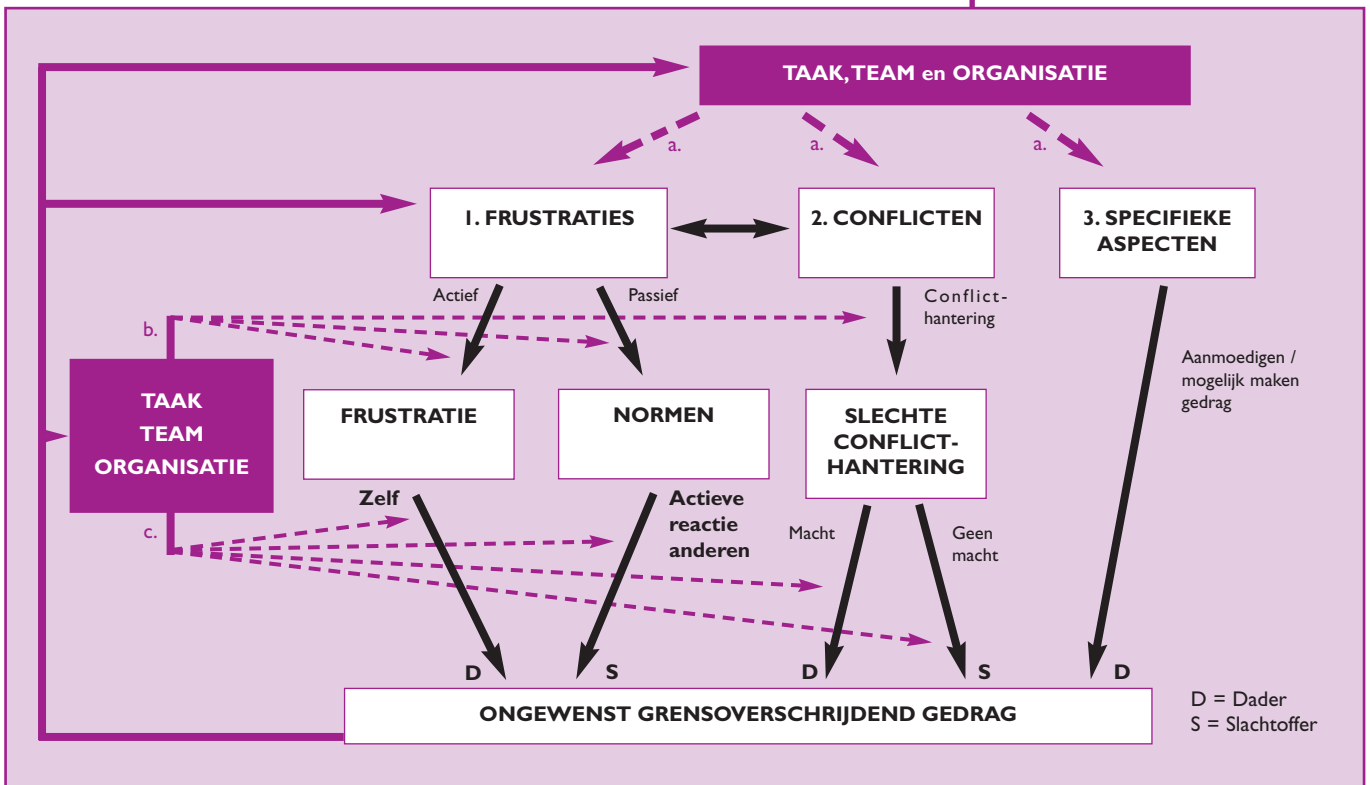 TAAK, TEAM en ORGANISATIE
a.
a.
a.
1. FRUSTRATIES
2. CONFLICTEN
3. SPECIFIEKE
ASPECTEN
Actief
Passief
Conflict-
hantering
b.
Aanmoedigen /
mogelijk maken
gedrag
TAAK
TEAM
ORGANISATIE
FRUSTRATIE
NORMEN
SLECHTE
CONFLICT-
HANTERING
Zelf
Actieve
reactie
anderen
c.
Macht
Geen
macht
D
S
D
S
D
ONGEWENST GRENSOVERSCHRIJDEND GEDRAG
D = Dader
S = Slachtoffer